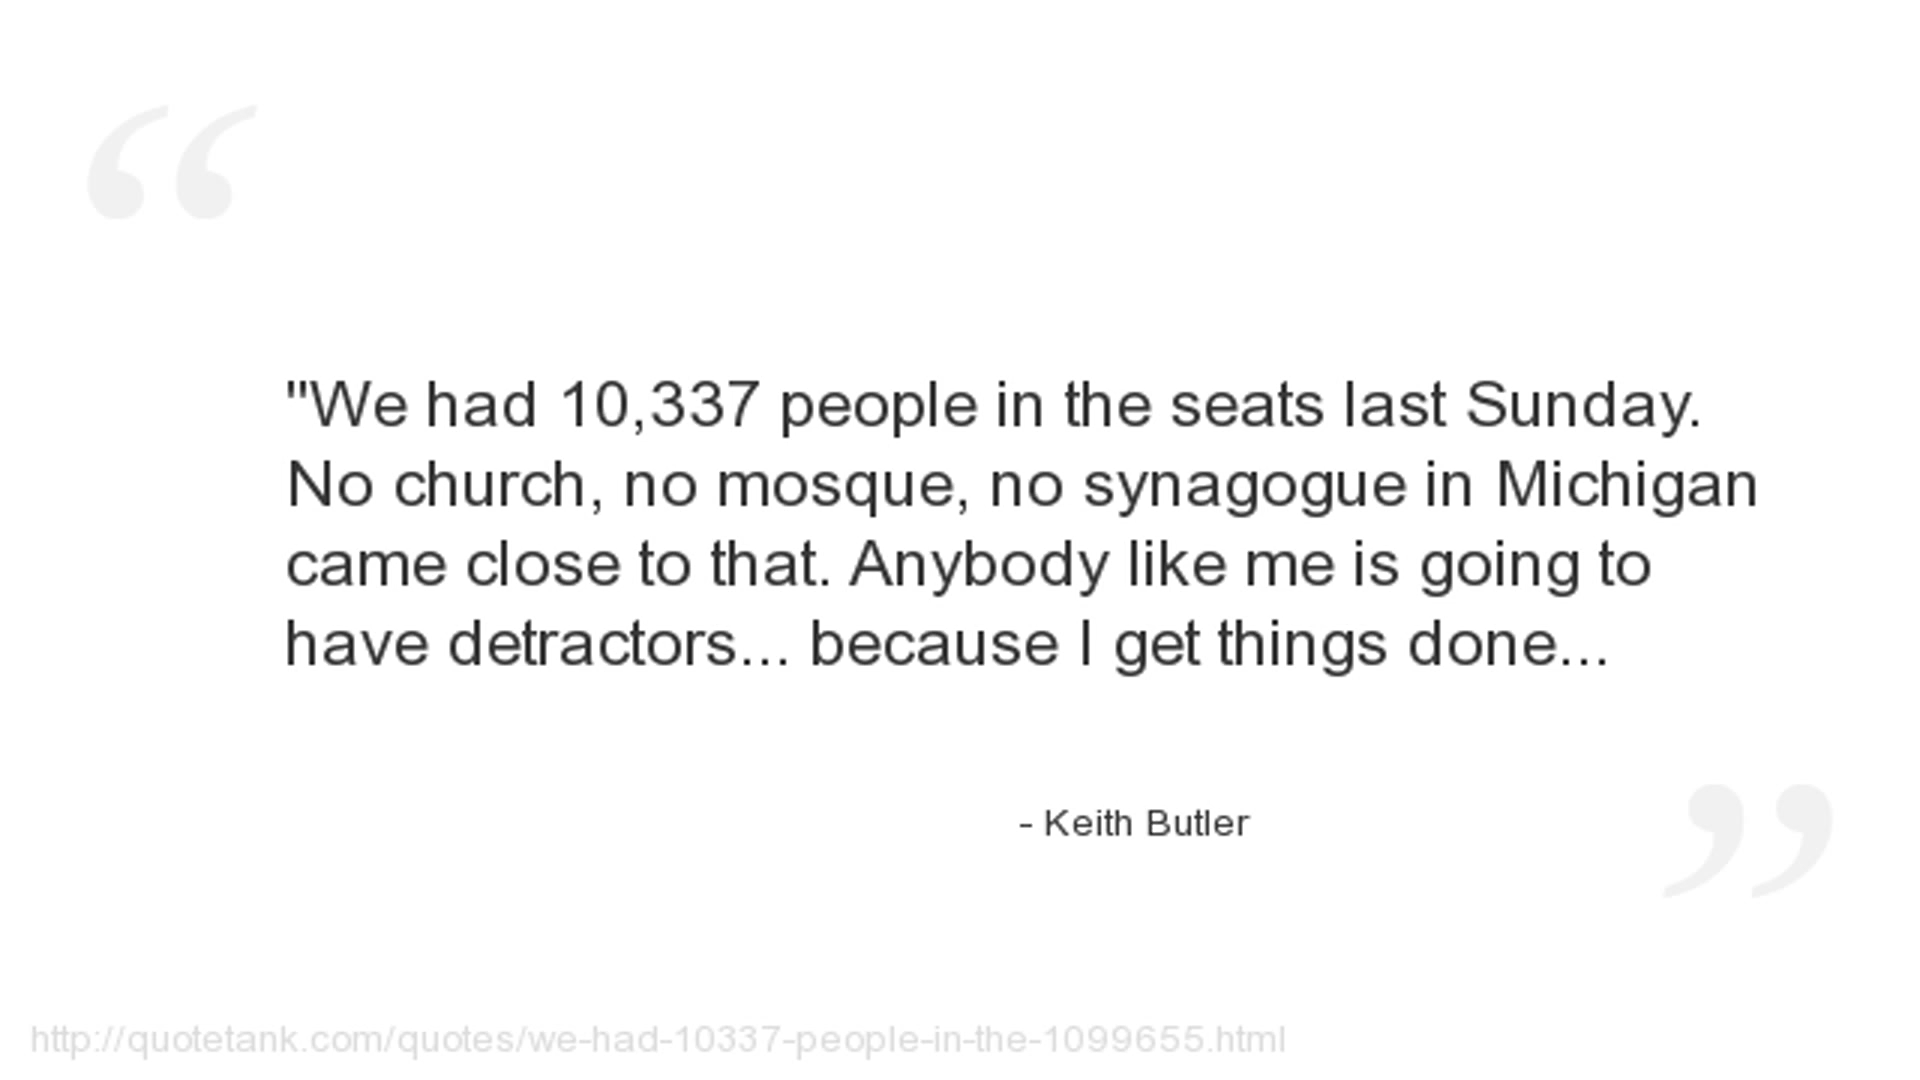 "We had 10,337 people in the seats last Sunday.
No church, no mosque, no synagogue in Michigan
came close to that. Anybody like me is going to
have detractors... because I get things done...
- Keith Butler
http://quotetank.com/quotes/we-had-10337-people-in-the-1099655.html